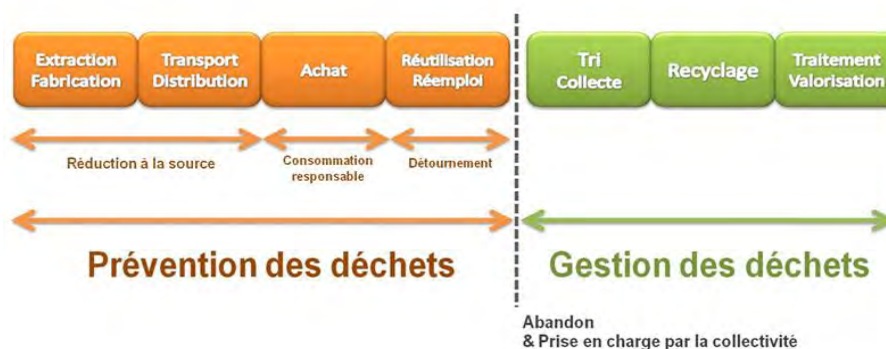 Extraction
Fabrication
Transport
Distribution
Achat
Réutilisation
Réemploi
Tri
Collecte
Recyclage
Traitement
Valorisation
Réduction à la source
Consommation
responsable
Détournement
Prévention des déchets
Gestion des déchets
Abandon
& Prise en charge par la collectivité